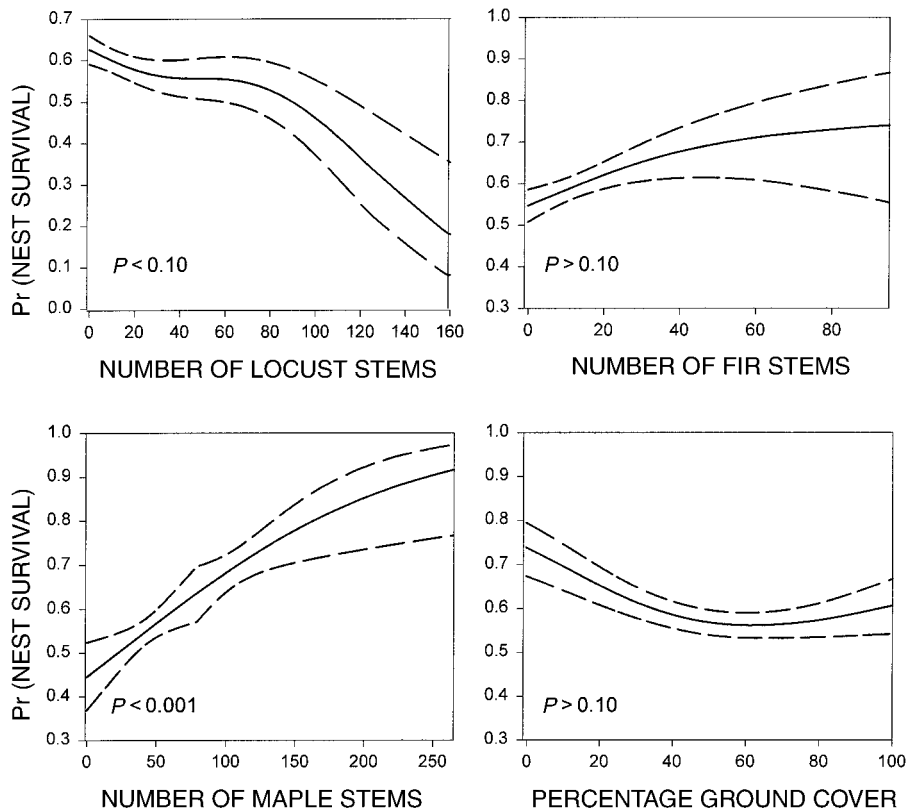 0.7
0.6
0.5
0.4
0.3
0.2
0.1
0.0
Pr (NEST SURVIVAL)
P < 0.10
0 20 40 60 80 100 120 140 160
NUMBER OF LOCUST STEMS
1.0
0.9
0.8
0.7
0.6
0.5
0.4
0.3
P > 0.10
0 20 40 60 80
NUMBER OF FIR STEMS
1.0
0.9
0.8
0.7
0.6
0.5
0.4
0.3
Pr (NEST SURVIVAL)
P < 0.001
0 50 100 150 200 250
NUMBER OF MAPLE STEMS
1.0
0.9
0.8
0.7
0.6
0.5
0.4
0.3
P > 0.10
0 20 40 60 80 100
PERCENTAGE GROUND COVER